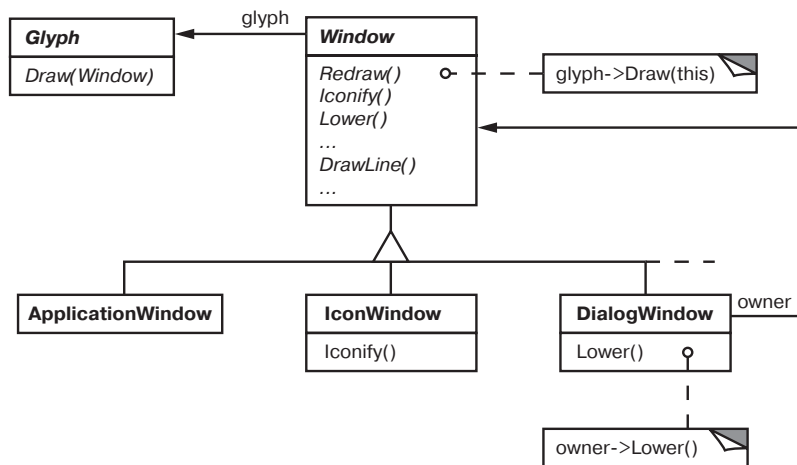 glyph
Glyph
Draw(Window)
Window
Redraw()
Iconify()
Lower()
...
DrawLine()
...
glyph->Draw(this)
ApplicationWindow
IconWindow
Iconify()
DialogWindow
Lower()
owner
owner->Lower()